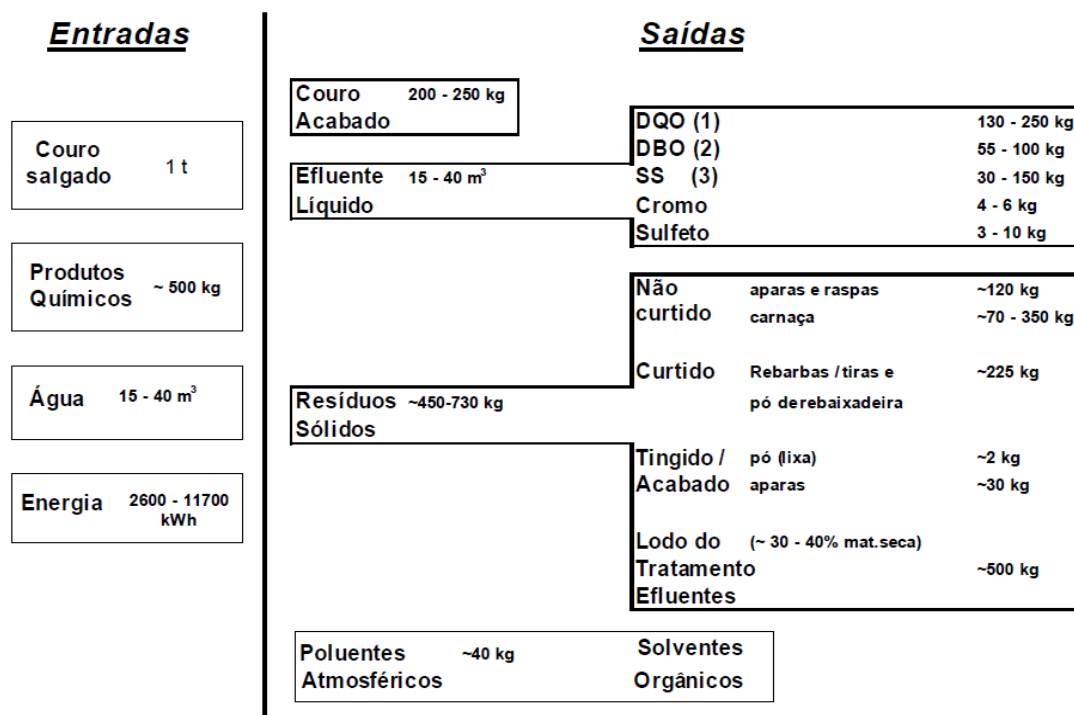 Entradas
Saídas
Couro
salgado
1 t
Produtos
Químicos
~ 500 kg
Água
15 - 40 m³
Energia
2600 - 11700
kWh
Couro 200 - 250 kg
Acabado
Efluente 15 - 40 m³
Líquido
DQO (1) 130 - 250 kg
DBO (2) 55 - 100 kg
SS (3) 30 - 150 kg
Cromo 4 - 6 kg
Sulfeto 3 - 10 kg
Resíduos ~450-730 kg
Sólidos
Não aparas e raspas ~120 kg
curtido carnaça ~70 - 350 kg
Curtido Rebarbas / tiras e ~225 kg
pó derebaixadeira
Tingido / pó (lixa) ~2 kg
Acabado aparas ~30 kg
Lodo do (~ 30 - 40% mat.seca)
Tratamento ~500 kg
Efluentes
Poluentes ~40 kg Solventes
Atmosféricos Orgânicos